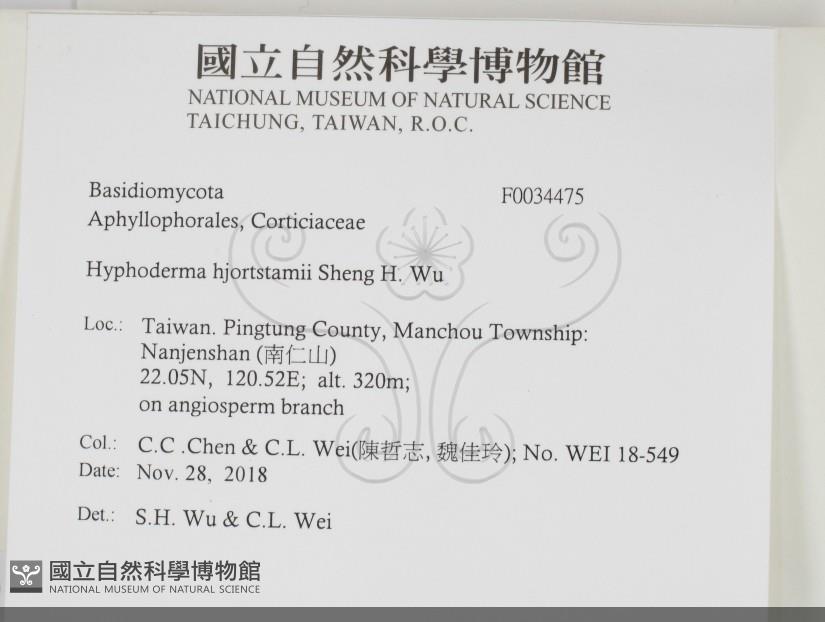 國立自然科學博物館
NATIONAL MUSEUM OF NATURAL SCIENCE
TAICHUNG, TAIWAN, R.O.C.
Basidiomycota F0034475
Aphyllophorales, Corticiaceae
Hyphoderma hjortstamii Sheng H. Wu
Loc.: Taiwan. Pingtung County, Manchou Township:
Nanjenshan (南仁山)
22.05N, 120.52E; alt. 320m;
on angiosperm branch
Col.: C.C .Chen & C.L. Wei(陳哲志, 魏佳玲); No. WEI 18-549
Date: Nov. 28, 2018
Det.: S.H. Wu & C.L. Wei
國立自然科學博物館
NATIONAL MUSEUM OF NATURAL SCIENCE